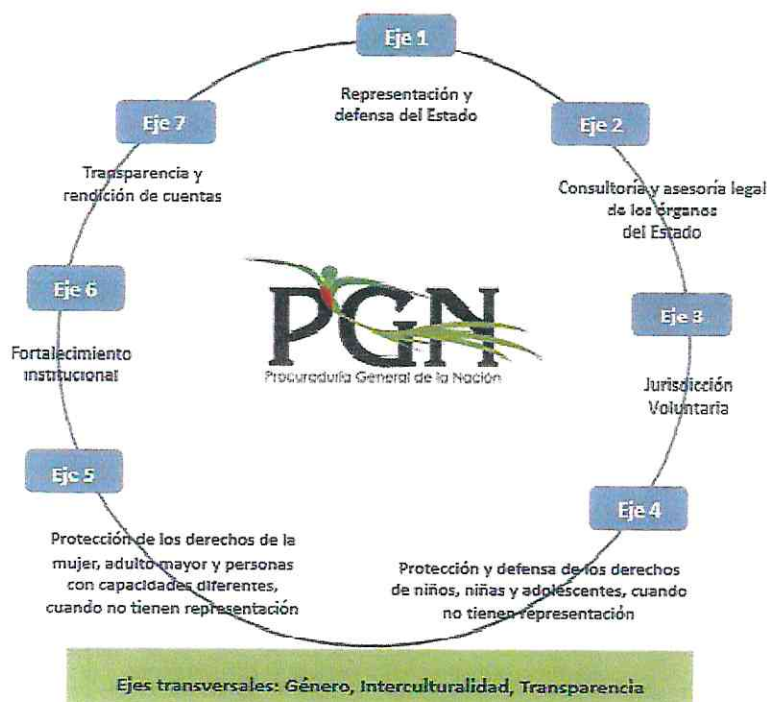 Eje 1
Representación y
defensa del Estado
Eje 2
Consultoría y asesoría legal
de los órganos
del Estado
Eje 3
Jurisdicción
Voluntaria
Eje 4
Protección y defensa de los derechos
de niños, niñas y adolescentes, cuando
no tienen representación
Eje 5
Protección de los derechos de la
mujer, adulto mayor y personas
con capacidades diferentes,
cuando no tienen representación
Eje 6
Fortalecimiento
institucional
Eje 7
Transparencia y
rendición de cuentas
PGN
Procuraduría General de la Nación
Ejes transversales: Género, Interculturalidad, Transparencia